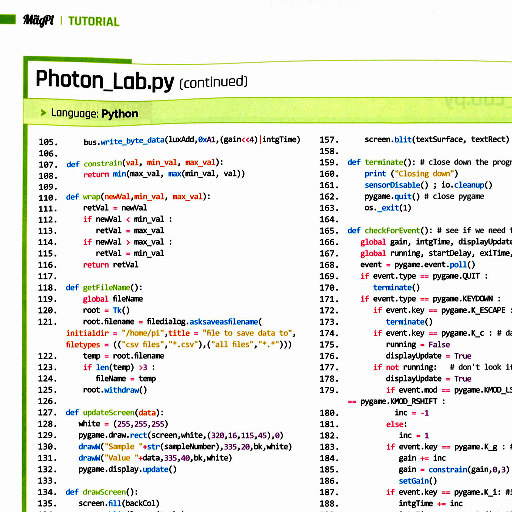 MagPi | TUTORIAL
Photon_Lab.py (continued)
> Language: Python
105. bus.write_byte_data(luxAdd,0xA1,(gain<<4)|intgTime)
106.
107. def constrain(val, min_val, max_val):
108. return min(max_val, max(min_val, val))
109.
110. def wrap(newVal,min_val, max_val):
111. retVal = newVal
112. if newVal < min_val :
113. retVal = max_val
114. if newVal > max_val :
115. retVal = min_val
116. return retVal
117.
118. def getFileName():
119. global fileName
120. root = Tk()
121. root.filename = filedialog.asksaveasfilename(
initialdir = "/home/pi",title = "file to save data to",
filetypes = (("csv files","*.csv"),("all files","*.*")))
122. temp = root.filename
123. if len(temp) >3 :
124. fileName = temp
125. root.withdraw()
126.
127. def updateScreen(data):
128. white = (255,255,255)
129. pygame.draw.rect(screen,white,(320,16,115,45),0)
130. drawW("Sample "+str(sampleNumber),335,20,bk,white)
131. drawW("Value "+data,335,40,bk,white)
132. pygame.display.update()
133.
134. def drawScreen():
135. screen.fill(backCol)
157. screen.blit(textSurface, textRect)
158.
159. def terminate(): # close down the progr
160. print ("Closing down")
161. sensorDisable() ; io.cleanup()
162. pygame.quit() # close pygame
163. os._exit(1)
164.
165. def checkForEvent(): # see if we need t
166. global gain, intgTime, displayUpdate
167. global running, startDelay, exiTime,
168. event = pygame.event.poll()
169. if event.type == pygame.QUIT :
170. terminate()
171. if event.type == pygame.KEYDOWN :
172. if event.key == pygame.K_ESCAPE :
173. terminate()
174. if event.key == pygame.K_c : # da
175. running = False
176. displayUpdate = True
177. if not running: # don't look if
178. displayUpdate = True
179. if event.mod == pygame.KMOD_LS
== pygame.KMOD_RSHIFT :
180. inc = -1
181. else:
182. inc = 1
183. if event.key == pygame.K_g : #
184. gain += inc
185. gain = constrain(gain,0,3)
186. setGain()
187. if event.key == pygame.K_i: #i
188. intgTime += inc